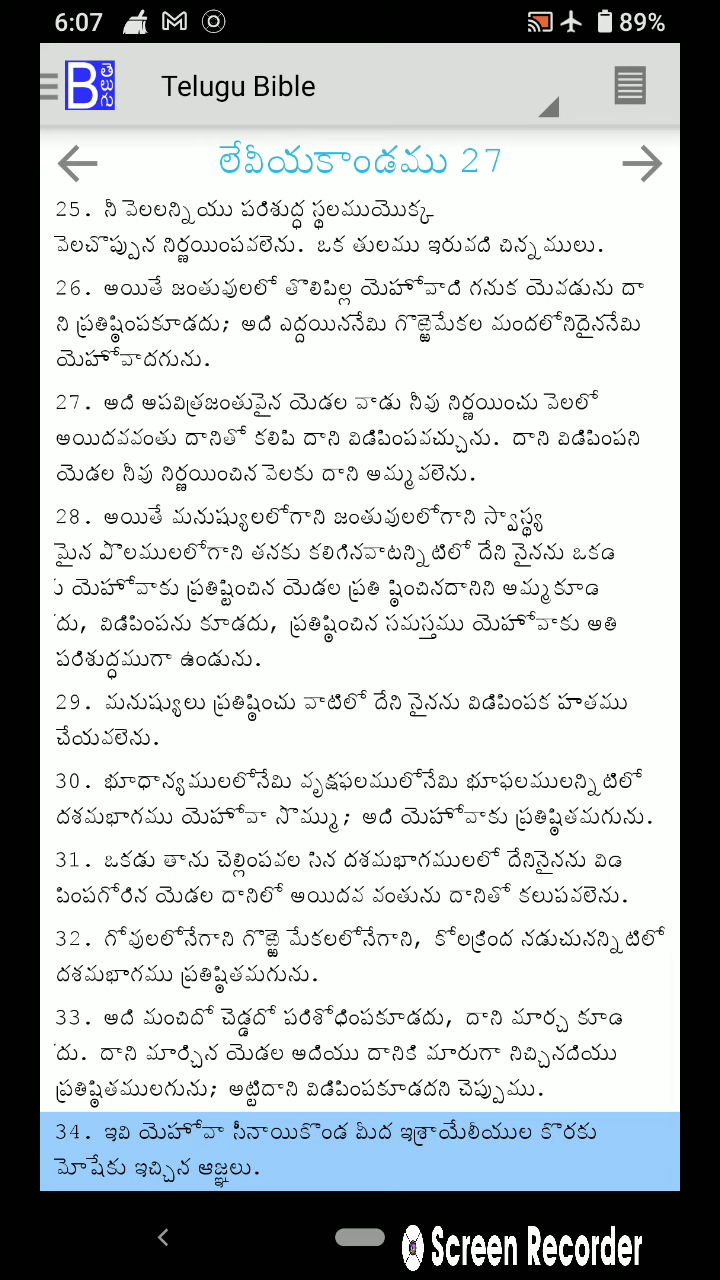 6:07
89%
B తెలుగు
Telugu Bible
లేవీయకాండము 27
25. నీ వెలలన్నియు పరిశుద్ధ స్థలముయొక్క
వెలచొప్పున నిర్ణయింపవలెను. ఒక తులము ఇరువది చిన్నములు.
26. అయితే జంతువులలో తొలిపిల్ల యెహోవాది గనుక యెవడును దా
ని ప్రతిష్ఠింపకూడదు; అది ఎద్దయిననేమి గొఱ్ఱెమేకల మందలోనిదైననేమి
యెహోవాదగును.
27. అది అపవిత్రజంతువైన యెడల వాడు నీవు నిర్ణయించు వెలలో
అయిదవవంతు దానితో కలిపి దాని విడిపింపవచ్చును. దాని విడిపింపని
యెడల నీవు నిర్ణయించిన వెలకు దాని అమ్మవలెను.
28. అయితే మనుష్యులలోగాని జంతువులలోగాని స్వాస్థ్య
మైన పొలములలోగాని తనకు కలిగినవాటన్ని టిలో దేని నైనను ఒకడ
ు యెహోవాకు ప్రతిష్టించిన యెడల ప్రతి ష్ఠించినదానిని అమ్మకూడ
దు, విడిపింపను కూడదు, ప్రతిష్ఠించిన సమస్తము యెహోవాకు అతి
పరిశుద్ధముగా ఉండును.
29. మనుష్యులు ప్రతిష్ఠించు వాటిలో దేని నైనను విడిపింపక హతము
చేయవలెను.
30. భూధాన్యములలోనేమి వృక్షఫలములోనేమి భూఫలములన్ని టిలో
దశమభాగము యెహోవా సొమ్ము; అది యెహోవాకు ప్రతిష్ఠితమగును.
31. ఒకడు తాను చెల్లింపవల సిన దశమభాగములలో దేనినైనను విడ
పింపగోరిన యెడల దానిలో అయిదవ వంతును దానితో కలుపవలెను.
32. గోవులలోనేగాని గొఱ్ఱె మేకలలోనేగాని, కోలక్రింద నడుచునన్ని టిలో
దశమభాగము ప్రతిష్ఠితమగును.
33. అది మంచిదో చెడ్డదో పరిశోధింపకూడదు, దాని మార్చ కూడ
దు. దాని మార్చిన యెడల అదియు దానికి మారుగా నిచ్చినదియు
ప్రతిష్ఠితములగును; అట్టిదాని విడిపింపకూడదని చెప్పుము.
34. ఇవి యెహోవా సీనాయికొండ మీద ఇశ్రాయేలీయుల కొరకు
మోషేకు ఇచ్చిన ఆజ్ఞలు.
Screen Recorder